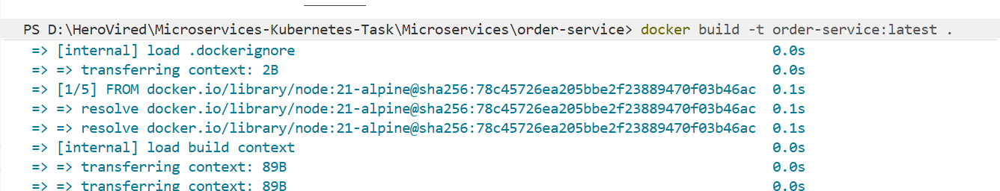 PS D:\HeroVired\Microservices-Kubernetes-Task\Microservices\order-service> docker build -t order-service:latest .
=> [internal] load .dockerignore 0.0s
=> => transferring context: 2B 0.0s
=> [1/5] FROM docker.io/library/node:21-alpine@sha256:78c45726ea205bbe2f23889470f03b46ac 0.1s
=> => resolve docker.io/library/node:21-alpine@sha256:78c45726ea205bbe2f23889470f03b46ac 0.1s
=> => resolve docker.io/library/node:21-alpine@sha256:78c45726ea205bbe2f23889470f03b46ac 0.1s
=> [internal] load build context 0.0s
=> => transferring context: 89B 0.0s
=> => transferring context: 89B 0.0s